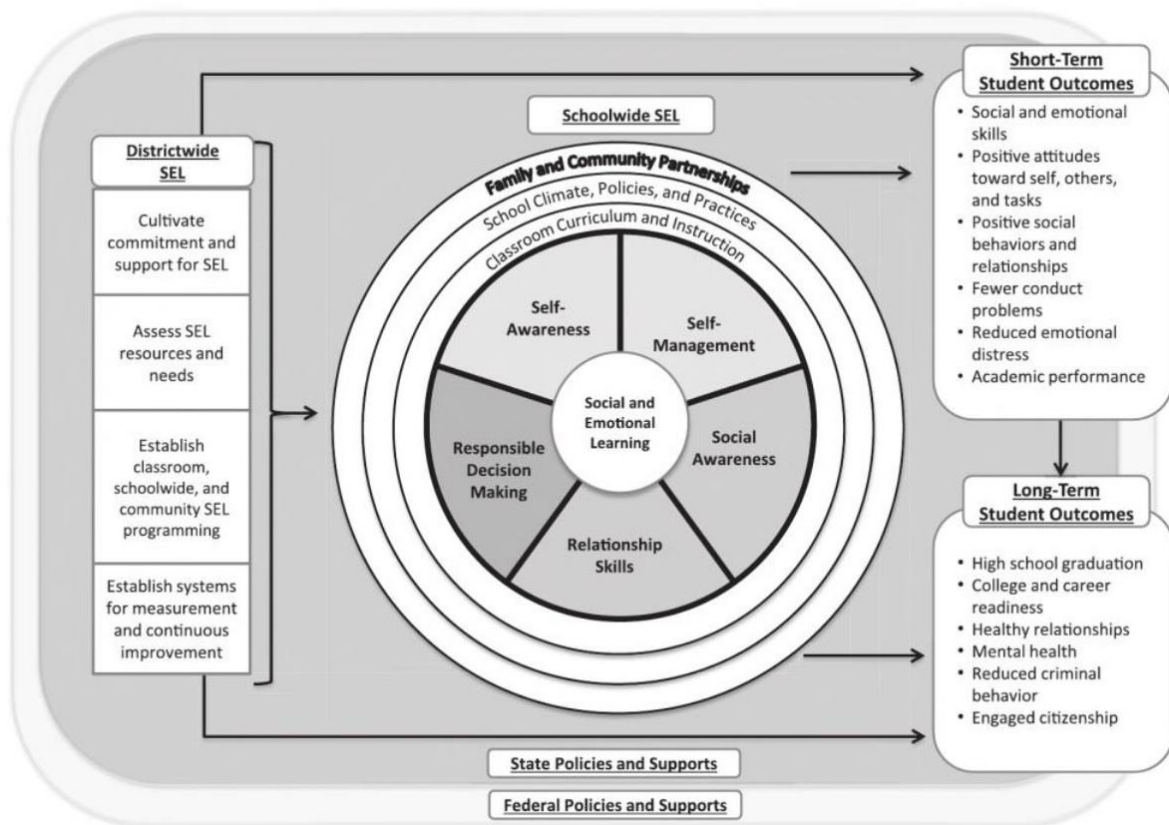 Districtwide
SEL
Cultivate
commitment and
support for SEL
Assess SEL
resources and
needs
Establish
classroom,
schoolwide, and
community SEL
programming
Establish systems
for measurement
and continuous
improvement
Schoolwide SEL
Family and Community Partnerships
School Climate, Policies, and Practices
Classroom Curriculum and Instruction
Self-
Awareness
Self-
Management
Social and
Emotional
Learning
Responsible
Decision
Making
Social
Awareness
Relationship
Skills
Short-Term
Student Outcomes
• Social and emotional
skills
• Positive attitudes
toward self, others,
and tasks
• Positive social
behaviors and
relationships
• Fewer conduct
problems
• Reduced emotional
distress
• Academic performance
Long-Term
Student Outcomes
• High school graduation
• College and career
readiness
• Healthy relationships
• Mental health
• Reduced criminal
behavior
• Engaged citizenship
State Policies and Supports
Federal Policies and Supports